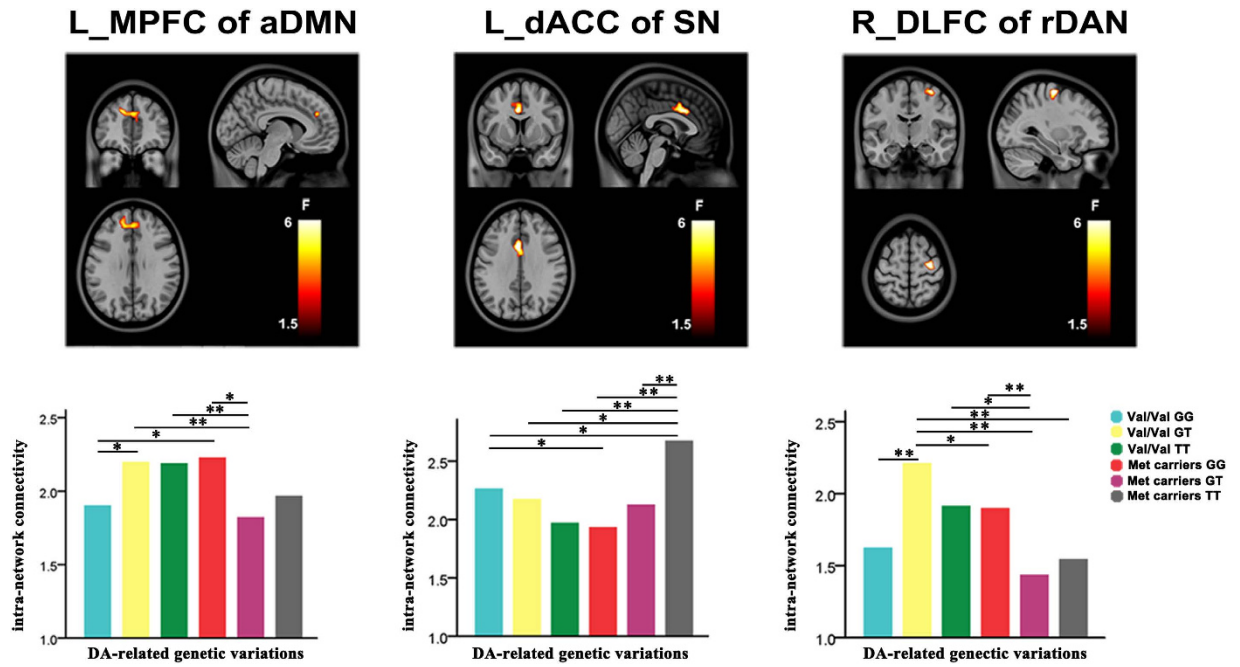 L_MPFC of aDMN
L_dACC of SN
R_DLFC of rDAN
F
6
1.5
F
6
1.5
F
6
1.5
intra-network connectivity
2.5
2.0
1.5
1.0
*
**
**
*
*
DA-related genetic variations
intra-network connectivity
2.5
2.0
1.5
1.0
**
**
**
*
*
*
DA-related genetic variations
intra-network connectivity
2.5
2.0
1.5
1.0
**
*
**
**
*
**
DA-related genectic variations
Val/Val GG
Val/Val GT
Val/Val TT
Met carriers GG
Met carriers GT
Met carriers TT